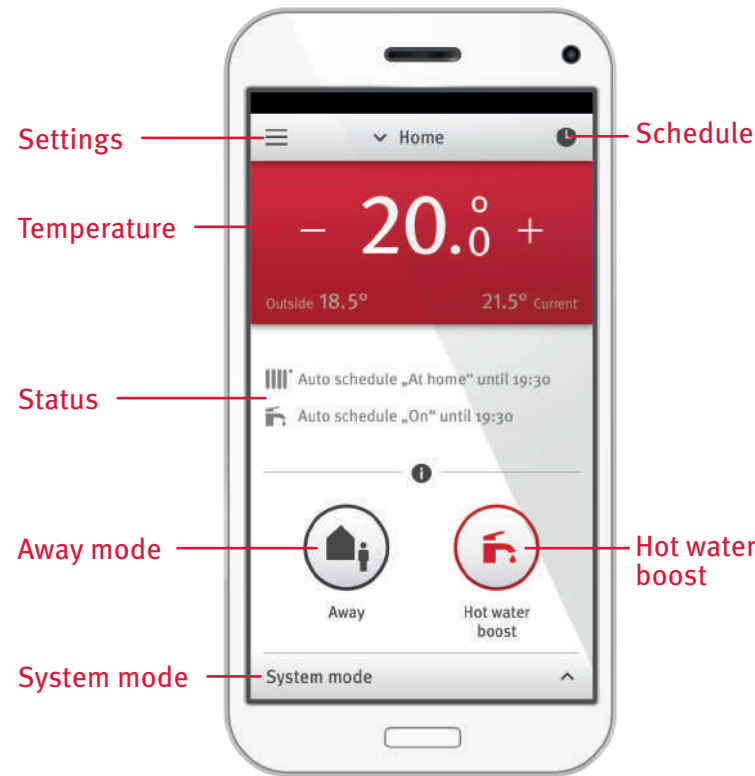 Settings
Home
Schedule
Temperature
− 20.0° +
Outside 18.5°
21.5° Current
Status
Auto schedule „At home“ until 19:30
Auto schedule „On“ until 19:30
i
Away mode
Hot water
boost
Away
Hot water
boost
System mode
System mode